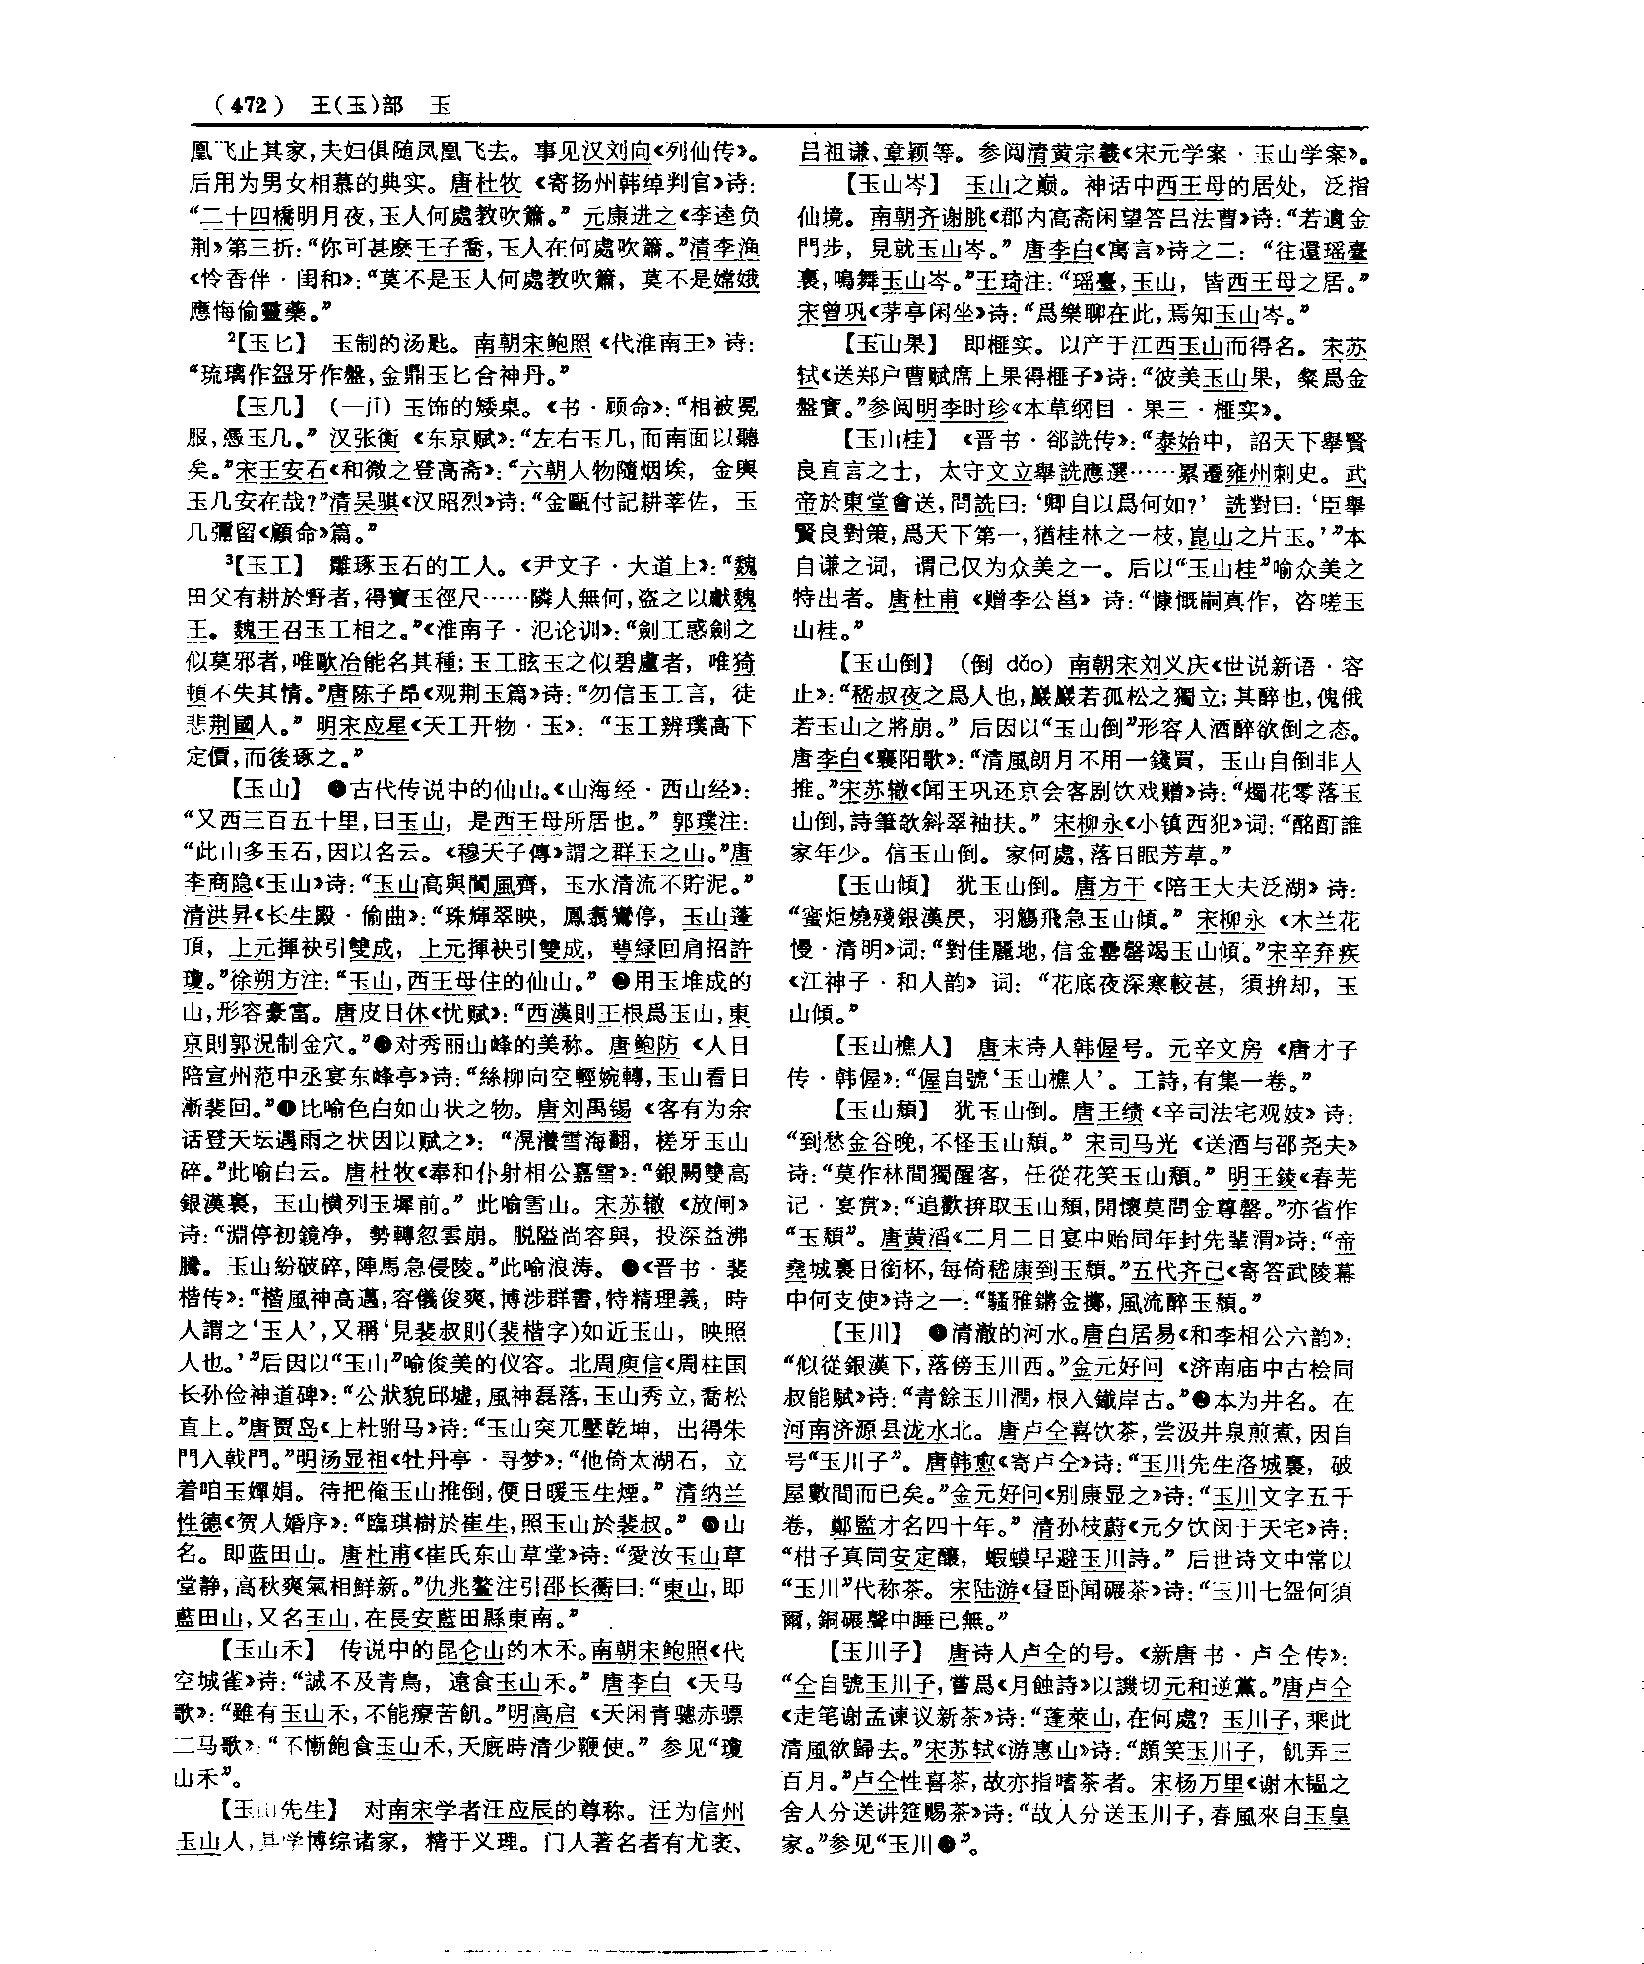 (472) 王(玉)部 玉
凰飞止其家,夫妇俱随凤凰飞去。事见汉刘向《列仙传》。
后用为男女相慕的典实。唐杜牧《寄扬州韩绰判官》诗:
“二十四橋明月夜,玉人何處教吹簫。”元康进之《李逵负
荆》第三折:“你可甚麽王子喬,玉人在何處吹簫。”清李渔
《怜香伴·闺和》:“莫不是玉人何處教吹簫,莫不是嫦娥
應悔偷靈藥。”
²【玉匕】 玉制的汤匙。南朝宋鲍照《代淮南王》诗:
“琉璃作盌牙作盤,金鼎玉匕合神丹。”
【玉几】 (—jī)玉饰的矮桌。《书·顾命》:“相被冕
服,憑玉几。”汉张衡《东京赋》:“左右玉几,而南面以聽
矣。”宋王安石《和微之登高斋》:“六朝人物隨烟埃,金輿
玉几安在哉?”清吴骐《汉昭烈》诗:“金甌付記耕莘佐,玉
几彌留《顧命》篇。”
³【玉工】 雕琢玉石的工人。《尹文子·大道上》:“魏
田父有耕於野者,得寶玉徑尺……隣人無何,盗之以獻魏
王。魏王召玉工相之。”《淮南子·氾论训》:“劍工惑劍之
似莫邪者,唯歐冶能名其種;玉工眩玉之似碧盧者,唯猗
頓不失其情。”唐陈子昂《观荆玉篇》诗:“勿信玉工言,徒
悲荆國人。”明宋应星《天工开物·玉》:“玉工辨璞高下
定價,而後琢之。”
【玉山】 ❶古代传说中的仙山。《山海经·西山经》:
“又西三百五十里,曰玉山,是西王母所居也。”郭璞注:
“此山多玉石,因以名云。《穆天子傳》謂之群玉之山。”唐
李商隐《玉山》诗:“玉山高與閬風齊,玉水清流不貯泥。”
清洪昇《长生殿·偷曲》:“珠輝翠映,鳳翥鸞停,玉山蓬
頂,上元揮袂引雙成,上元揮袂引雙成,萼緑回肩招許
瓊。”徐朔方注:“玉山,西王母住的仙山。”❷用玉堆成的
山,形容豪富。唐皮日休《忧赋》:“西漢則王根爲玉山,東
京則郭況制金穴。”❸对秀丽山峰的美称。唐鲍防《人日
陪宣州范中丞宴东峰亭》诗:“絲柳向空輕婉轉,玉山看日
漸裴回。”❹比喻色白如山状之物。唐刘禹锡《客有为余
话登天坛遇雨之状因以赋之》:“滉瀁雪海翻,槎牙玉山
碎。”此喻白云。唐杜牧《奉和仆射相公嘉雪》:“銀闕雙高
銀漢裏,玉山横列玉墀前。”此喻雪山。宋苏辙《放闸》
诗:“淵停初鏡净,勢轉忽雲崩。脱隘尚容與,投深益沸
騰。玉山紛破碎,陣馬急侵陵。”此喻浪涛。❺《晋书·裴
楷传》:“楷風神高邁,容儀俊爽,博涉群書,特精理義,時
人謂之‘玉人’,又稱‘見裴叔則(裴楷字)如近玉山,映照
人也。’”后因以“玉山”喻俊美的仪容。北周庾信《周柱国
长孙俭神道碑》:“公狀貌邱墟,風神磊落,玉山秀立,喬松
直上。”唐贾岛《上杜驸马》诗:“玉山突兀壓乾坤,出得朱
門入戟門。”明汤显祖《牡丹亭·寻梦》:“他倚太湖石,立
着咱玉嬋娟。待把俺玉山推倒,便日暖玉生煙。”清纳兰
性德《贺人婚序》:“臨琪樹於崔生,照玉山於裴叔。”❻山
名。即蓝田山。唐杜甫《崔氏东山草堂》诗:“愛汝玉山草
堂静,高秋爽氣相鮮新。”仇兆鳌注引邵长蘅曰:“東山,即
藍田山,又名玉山,在長安藍田縣東南。”
【玉山禾】 传说中的昆仑山的木禾。南朝宋鲍照《代
空城雀》诗:“誠不及青鳥,遠食玉山禾。”唐李白《天马
歌》:“雖有玉山禾,不能療苦飢。”明高启《天闲青骢赤骠
二马歌》:“不慚飽食玉山禾,天廐時清少鞭使。”参见“瓊
山禾”。
【玉山先生】 对南宋学者汪应辰的尊称。汪为信州
玉山人,其学博综诸家,精于义理。门人著名者有尤袤、
吕祖谦、章颖等。参阅清黄宗羲《宋元学案·玉山学案》。
【玉山岑】 玉山之巅。神话中西王母的居处,泛指
仙境。南朝齐谢朓《郡内高斋闲望答吕法曹》诗:“若遺金
門步,見就玉山岑。”唐李白《寓言》诗之二:“往還瑶臺
裏,鳴舞玉山岑。”王琦注:“瑶臺,玉山,皆西王母之居。”
宋曾巩《茅亭闲坐》诗:“爲樂聊在此,焉知玉山岑。”
【玉山果】 即榧实。以产于江西玉山而得名。宋苏
轼《送郑户曹赋席上果得榧子》诗:“彼美玉山果,粲爲金
盤實。”参阅明李时珍《本草纲目·果三·榧实》。
【玉山桂】 《晋书·郤詵传》:“泰始中,詔天下舉賢
良直言之士,太守文立舉詵應選……累遷雍州刺史。武
帝於東堂會送,問詵曰:‘卿自以爲何如?’詵對曰:‘臣舉
賢良對策,爲天下第一,猶桂林之一枝,崑山之片玉。’”本
自谦之词,谓己仅为众美之一。后以“玉山桂”喻众美之
特出者。唐杜甫《赠李公邕》诗:“慷慨嗣真作,咨嗟玉
山桂。”
【玉山倒】 (倒 dǎo)南朝宋刘义庆《世说新语·容
止》:“嵇叔夜之爲人也,巖巖若孤松之獨立;其醉也,傀俄
若玉山之將崩。”后因以“玉山倒”形容人酒醉欲倒之态。
唐李白《襄阳歌》:“清風朗月不用一錢買,玉山自倒非人
推。”宋苏辙《闻王巩还京会客剧饮戏赠》诗:“燭花零落玉
山倒,詩筆欹斜翠袖扶。”宋柳永《小镇西犯》词:“酩酊誰
家年少。信玉山倒。家何處,落日眠芳草。”
【玉山傾】 犹玉山倒。唐方干《陪王大夫泛湖》诗:
“蜜炬燒殘銀漢昃,羽觴飛急玉山傾。”宋柳永《木兰花
慢·清明》词:“對佳麗地,信金罍罄竭玉山傾。”宋辛弃疾
《江神子·和人韵》词:“花底夜深寒較甚,須拚却,玉
山傾。”
【玉山樵人】 唐末诗人韩偓号。元辛文房《唐才子
传·韩偓》:“偓自號‘玉山樵人’。工詩,有集一卷。”
【玉山頹】 犹玉山倒。唐王绩《辛司法宅观妓》诗:
“到愁金谷晚,不怪玉山頹。”宋司马光《送酒与邵尧夫》
诗:“莫作林間獨醒客,任從花笑玉山頹。”明王錂《春芜
记·宴赏》:“追歡拚取玉山頹,開懷莫問金尊罄。”亦省作
“玉頹”。唐黄滔《二月二日宴中贻同年封先辈渭》诗:“帝
堯城裏日銜杯,每倚嵇康到玉頹。”五代齐己《寄答武陵幕
中何支使》诗之一:“騷雅鏘金擲,風流醉玉頹。”
【玉川】 ❶清澈的河水。唐白居易《和李相公六韵》:
“似從銀漢下,落傍玉川西。”金元好问《济南庙中古桧同
叔能赋》诗:“青餘玉川潤,根入鐵岸古。”❷本为井名。在
河南济源县泷水北。唐卢仝喜饮茶,尝汲井泉煎煮,因自
号“玉川子”。唐韩愈《寄卢仝》诗:“玉川先生洛城裏,破
屋數間而已矣。”金元好问《别康显之》诗:“玉川文字五千
卷,鄭監才名四十年。”清孙枝蔚《元夕饮闵于天宅》诗:
“柑子真同安定釀,蝦蟆早避玉川詩。”后世诗文中常以
“玉川”代称茶。宋陆游《昼卧闻碾茶》诗:“玉川七盌何須
爾,銅碾聲中睡已無。”
【玉川子】 唐诗人卢仝的号。《新唐书·卢仝传》:
“仝自號玉川子,嘗爲《月蝕詩》以譏切元和逆黨。”唐卢仝
《走笔谢孟谏议新茶》诗:“蓬萊山,在何處?玉川子,乘此
清風欲歸去。”宋苏轼《游惠山》诗:“頗笑玉川子,飢弄三
百月。”卢仝性喜茶,故亦指嗜茶者。宋杨万里《谢木韫之
舍人分送讲筵赐茶》诗:“故人分送玉川子,春風來自玉皇
家。”参见“玉川❷”。